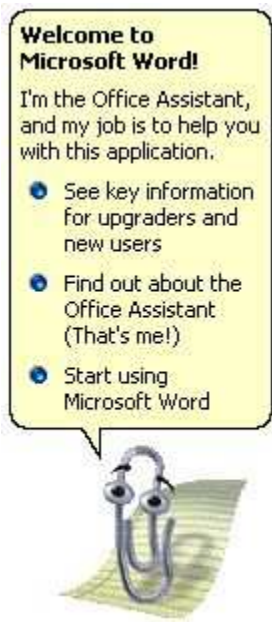 Welcome to
Microsoft Word!
I'm the Office Assistant,
and my job is to help you
with this application.
See key information
for upgraders and
new users
Find out about the
Office Assistant
(That's me!)
Start using
Microsoft Word